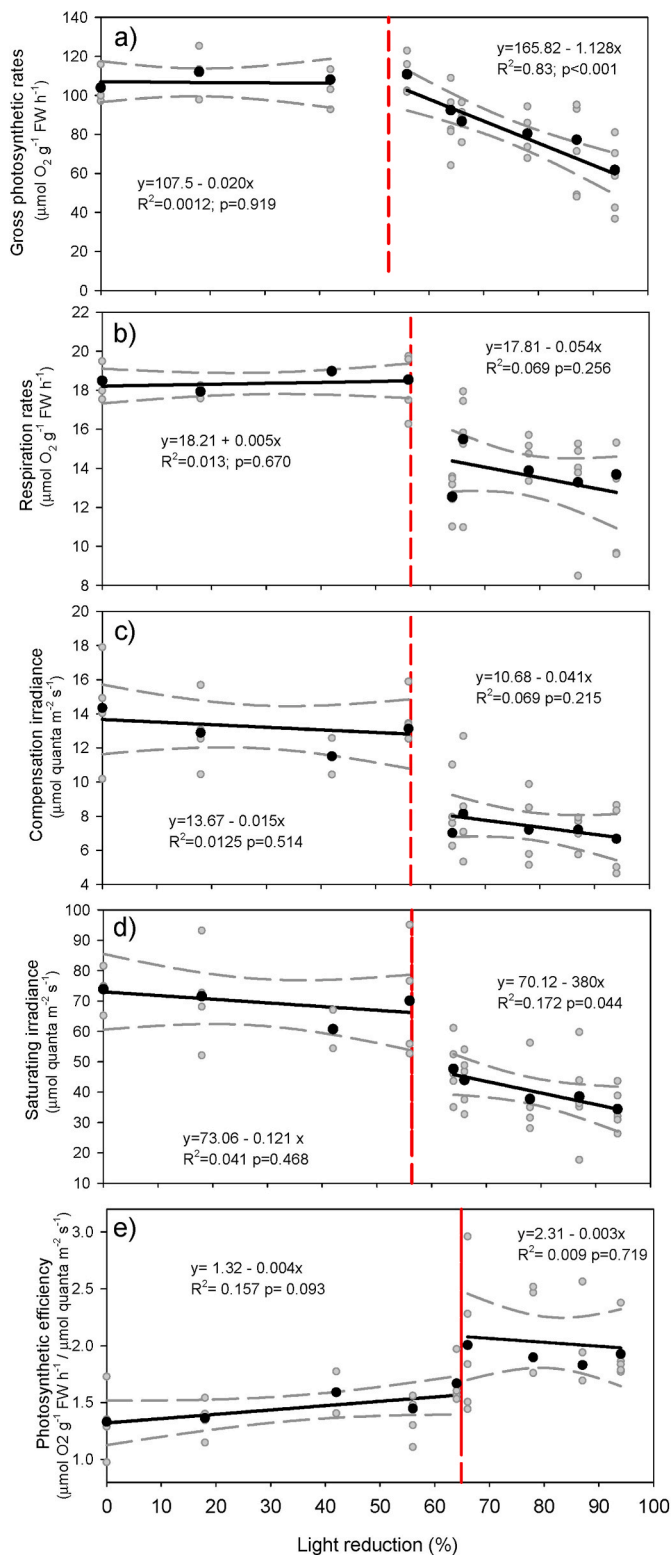 a)
Gross photosynthetic rates
(µmol O₂ g⁻¹ FW h⁻¹)
140
120
100
80
60
40
20
0
y=165.82 - 1.128x
R²=0.83; p<0.001
y=107.5 - 0.020x
R²=0.0012; p=0.919
b)
Respiration rates
(µmol O₂ g⁻¹ FW h⁻¹)
22
20
18
16
14
12
10
8
y=17.81 - 0.054x
R²=0.069 p=0.256
y=18.21 + 0.005x
R²=0.013; p=0.670
c)
Compensation irradiance
(µmol quanta m⁻² s⁻¹)
20
18
16
14
12
10
8
6
4
y=10.68 -0.041x
R²=0.069 p=0.215
y=13.67 - 0.015x
R²=0.0125 p=0.514
d)
Saturating irradiance
(µmol quanta m⁻² s⁻¹)
100
90
80
70
60
50
40
30
20
10
y= 70.12 - 380x
R²=0.172 p=0.044
y=73.06 - 0.121 x
R²=0.041 p=0.468
e)
Photosynthetic efficiency
(µmol O2 g⁻¹ FW h⁻¹ / µmol quanta m⁻² s⁻¹)
3.0
2.5
2.0
1.5
1.0
y= 1.32 - 0.004x
R²= 0.157 p= 0.093
y=2.31 - 0.003x
R²= 0.009 p=0.719
0 10 20 30 40 50 60 70 80 90 100
Light reduction (%)